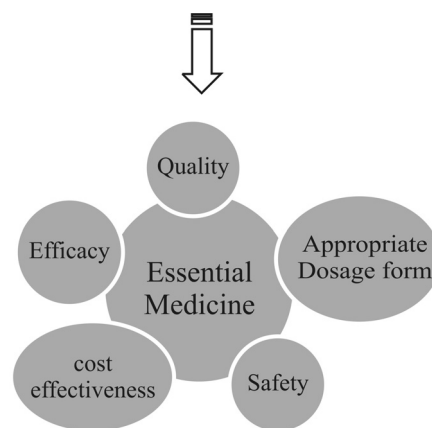 Quality
Efficacy
Appropriate
Dosage form
Essential
Medicine
cost
effectiveness
Safety